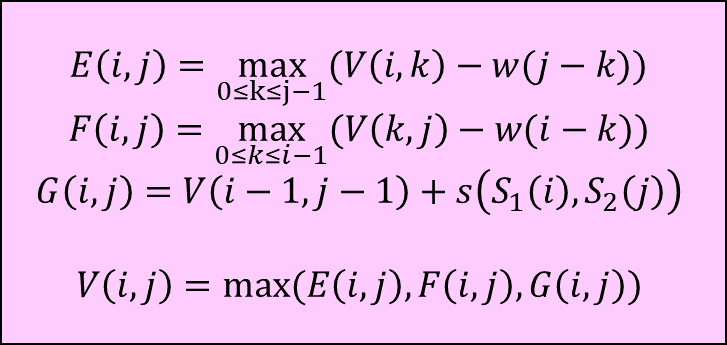 E(i,j) = max_{0≤k≤j−1}(V(i,k) − w(j − k))
F(i,j) = max_{0≤k≤i−1}(V(k,j) − w(i − k))
G(i,j) = V(i − 1, j − 1) + s(S₁(i), S₂(j))
V(i,j) = max(E(i,j), F(i,j), G(i,j))